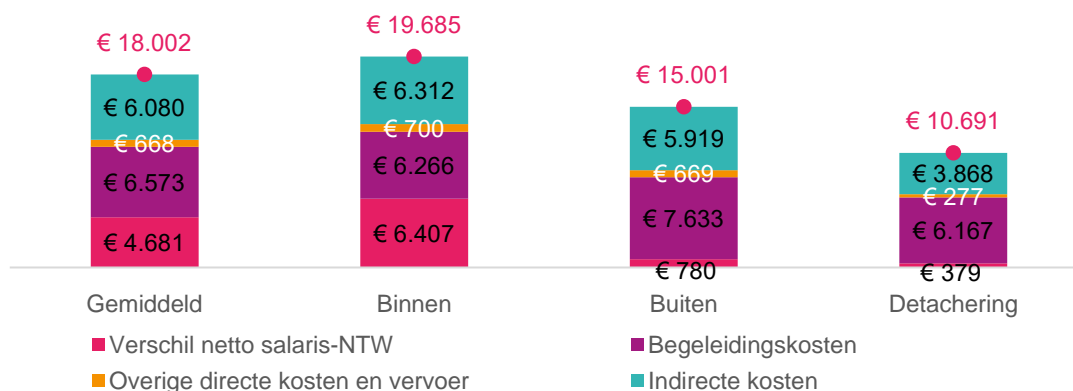 € 18.002
€ 19.685
€ 15.001
€ 10.691
€ 6.080
€ 6.312
€ 5.919
€ 3.868
€ 668
€ 700
€ 669
€ 277
€ 6.573
€ 6.266
€ 7.633
€ 6.167
€ 4.681
€ 6.407
€ 780
€ 379
Gemiddeld
Binnen
Buiten
Detachering
Verschil netto salaris-NTW
Begeleidingskosten
Overige directe kosten en vervoer
Indirecte kosten